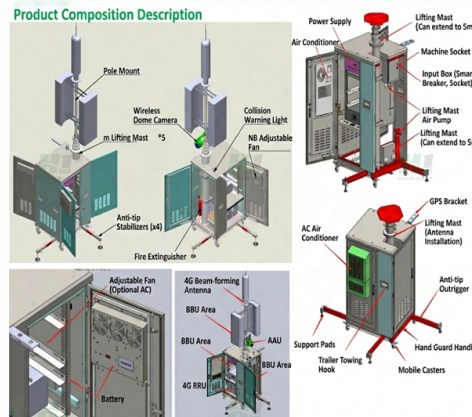 Product Composition Description
Pole Mount
Wireless
Dome Camera
m Lifting Mast
*5
Collision
Warning Light
NB Adjustable
Fan
Anti-tip
Stabilizers (x4)
Fire Extinguisher
Power Supply
Air Conditioner
Lifting Mast
(Can extend to 5m
Machine Socket
Input Box (Smar
Breaker, Socket)
Lifting Mast
Air Pump
Lifting Mast
(Can extend to 5
GPS Bracket
Lifting Mast
(Antenna
Installation)
AC Air
Conditioner
Anti-tip
Outrigger
Support Pads
Trailer Towing
Hook
Hand Guard Handl
Mobile Casters
Adjustable Fan
(Optional AC)
Battery
4G Beam-forming
Antenna
BBU Area
BBU Area
AAU
BBU Area
4G RRU